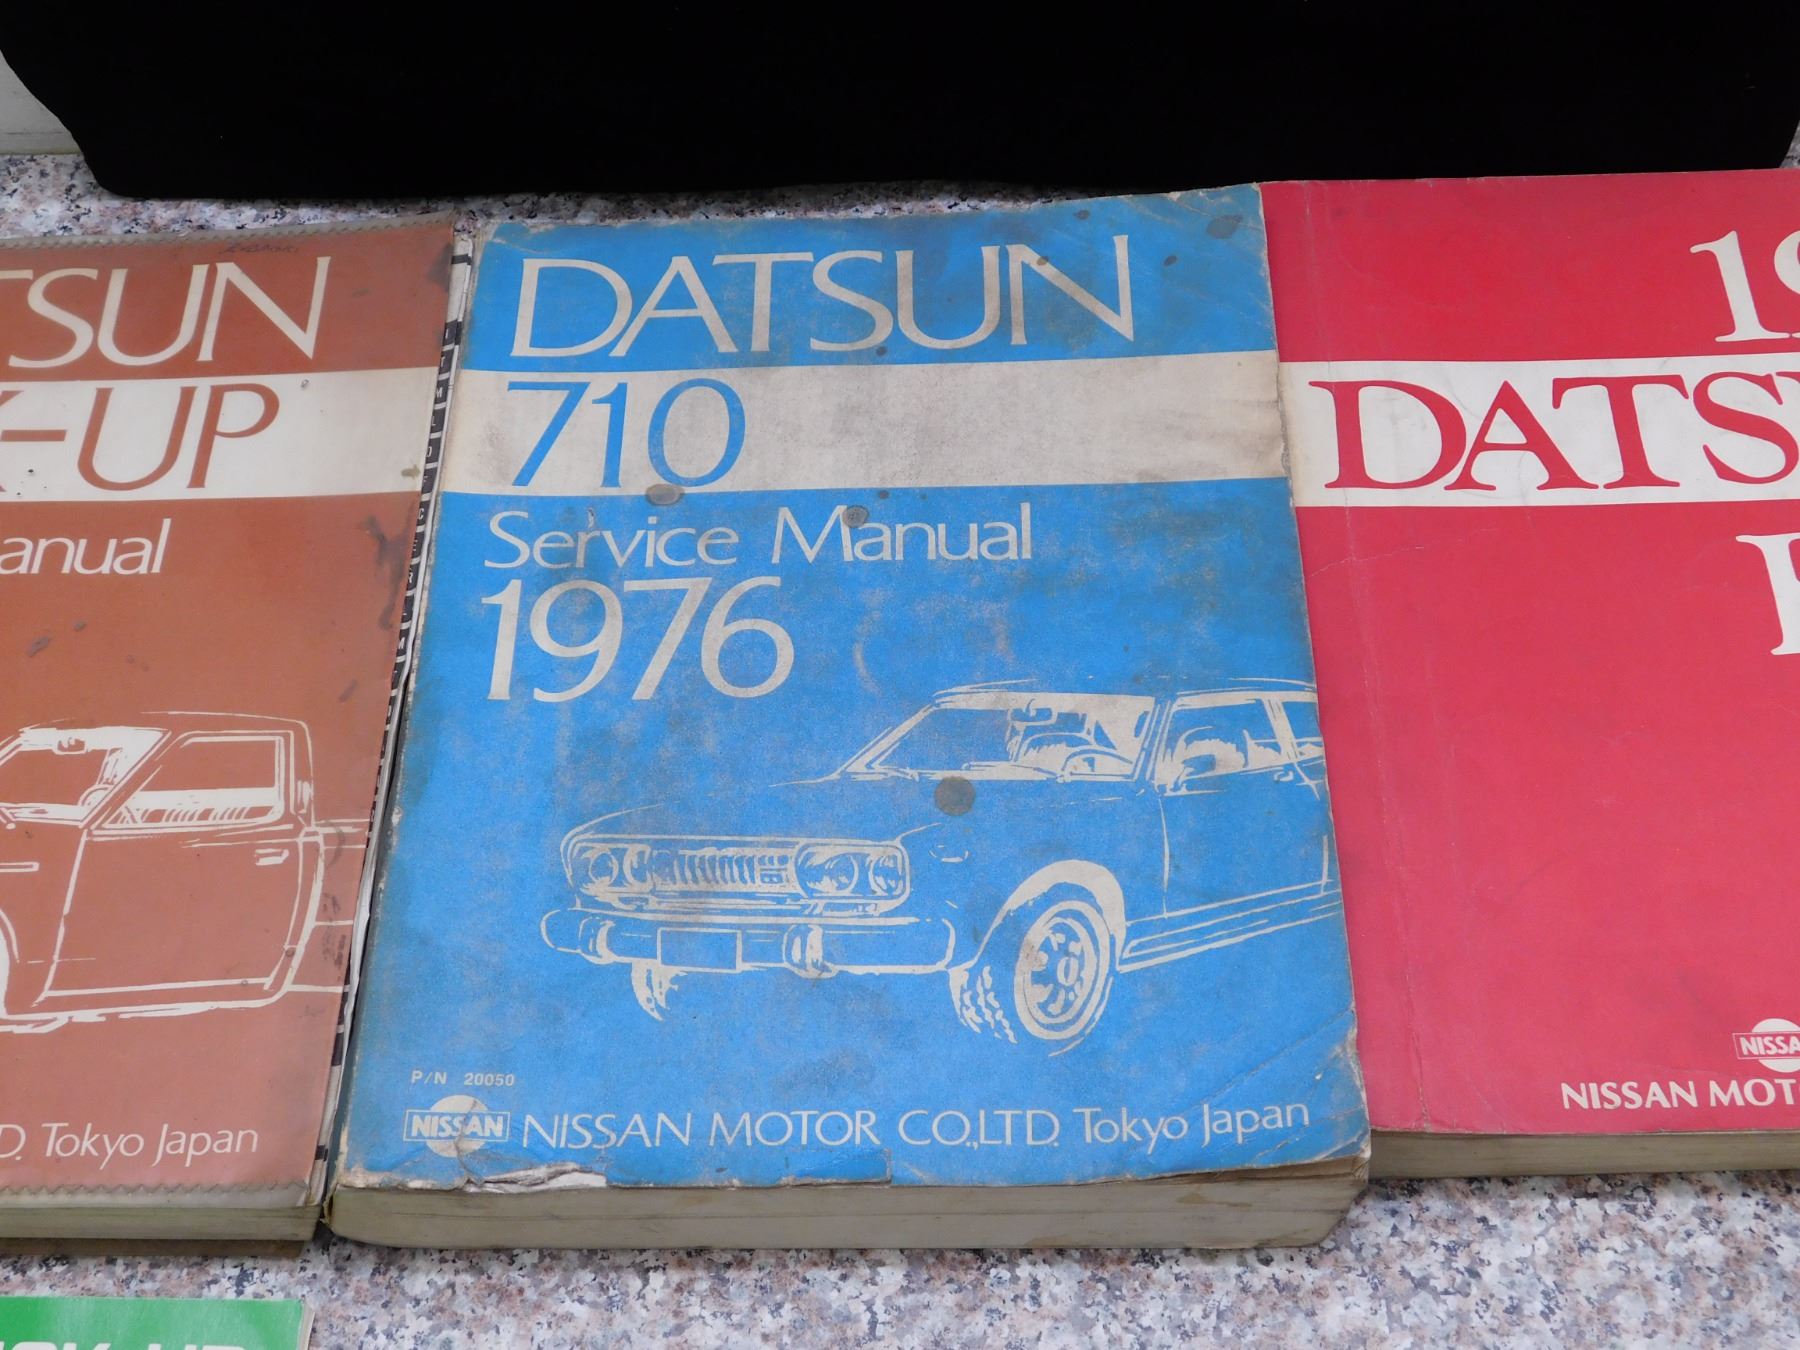 TSUN
-UP
anual
D. Tokyo Japan
DATSUN
710
Service Manual
1976
P/N 20050
NISSAN
NISSAN MOTOR CO.,LTD. Tokyo Japan
19
DATS
NISSA
NISSAN MOT